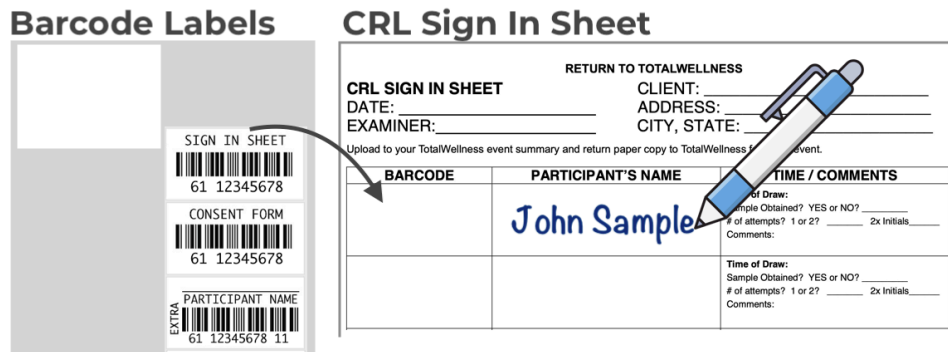 Barcode Labels
CRL Sign In Sheet
SIGN IN SHEET
61 12345678
CONSENT FORM
61 12345678
EXTRA
PARTICIPANT NAME
61 12345678 11
RETURN TO TOTALWELLNESS
CRL SIGN IN SHEET
CLIENT:
DATE:
ADDRESS:
EXAMINER:
CITY, STATE:
Upload to your TotalWellness event summary and return paper copy to TotalWellness event.
BARCODE
PARTICIPANT'S NAME
TIME / COMMENTS
John Sample
of Draw:
Obtained? YES or NO?
# of attempts? 1 or 2? 2x Initials
Comments:
Time of Draw:
Sample Obtained? YES or NO?
# of attempts? 1 or 2? 2x Initials
Comments: